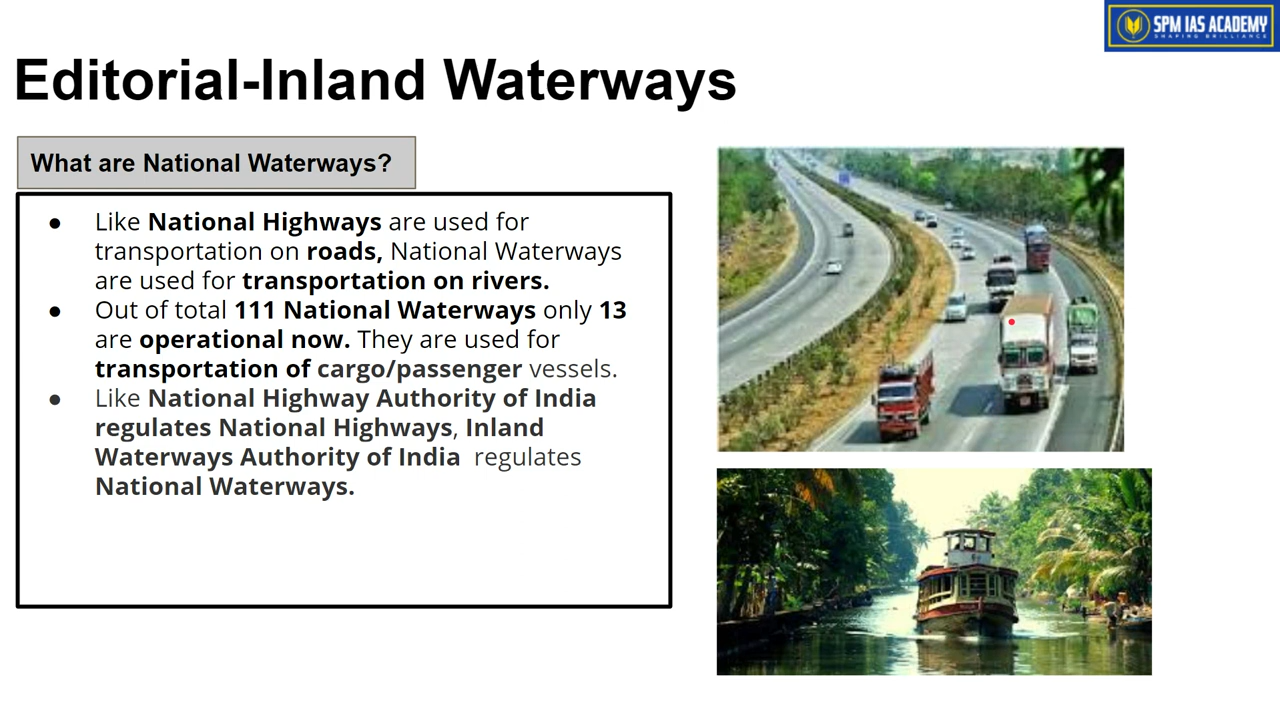 SPM IAS ACADEMY
SHAPING BRILLIANCE
Editorial-Inland Waterways
What are National Waterways?
● Like National Highways are used for
transportation on roads, National Waterways
are used for transportation on rivers.
● Out of total 111 National Waterways only 13
are operational now. They are used for
transportation of cargo/passenger vessels.
● Like National Highway Authority of India
regulates National Highways, Inland
Waterways Authority of India regulates
National Waterways.